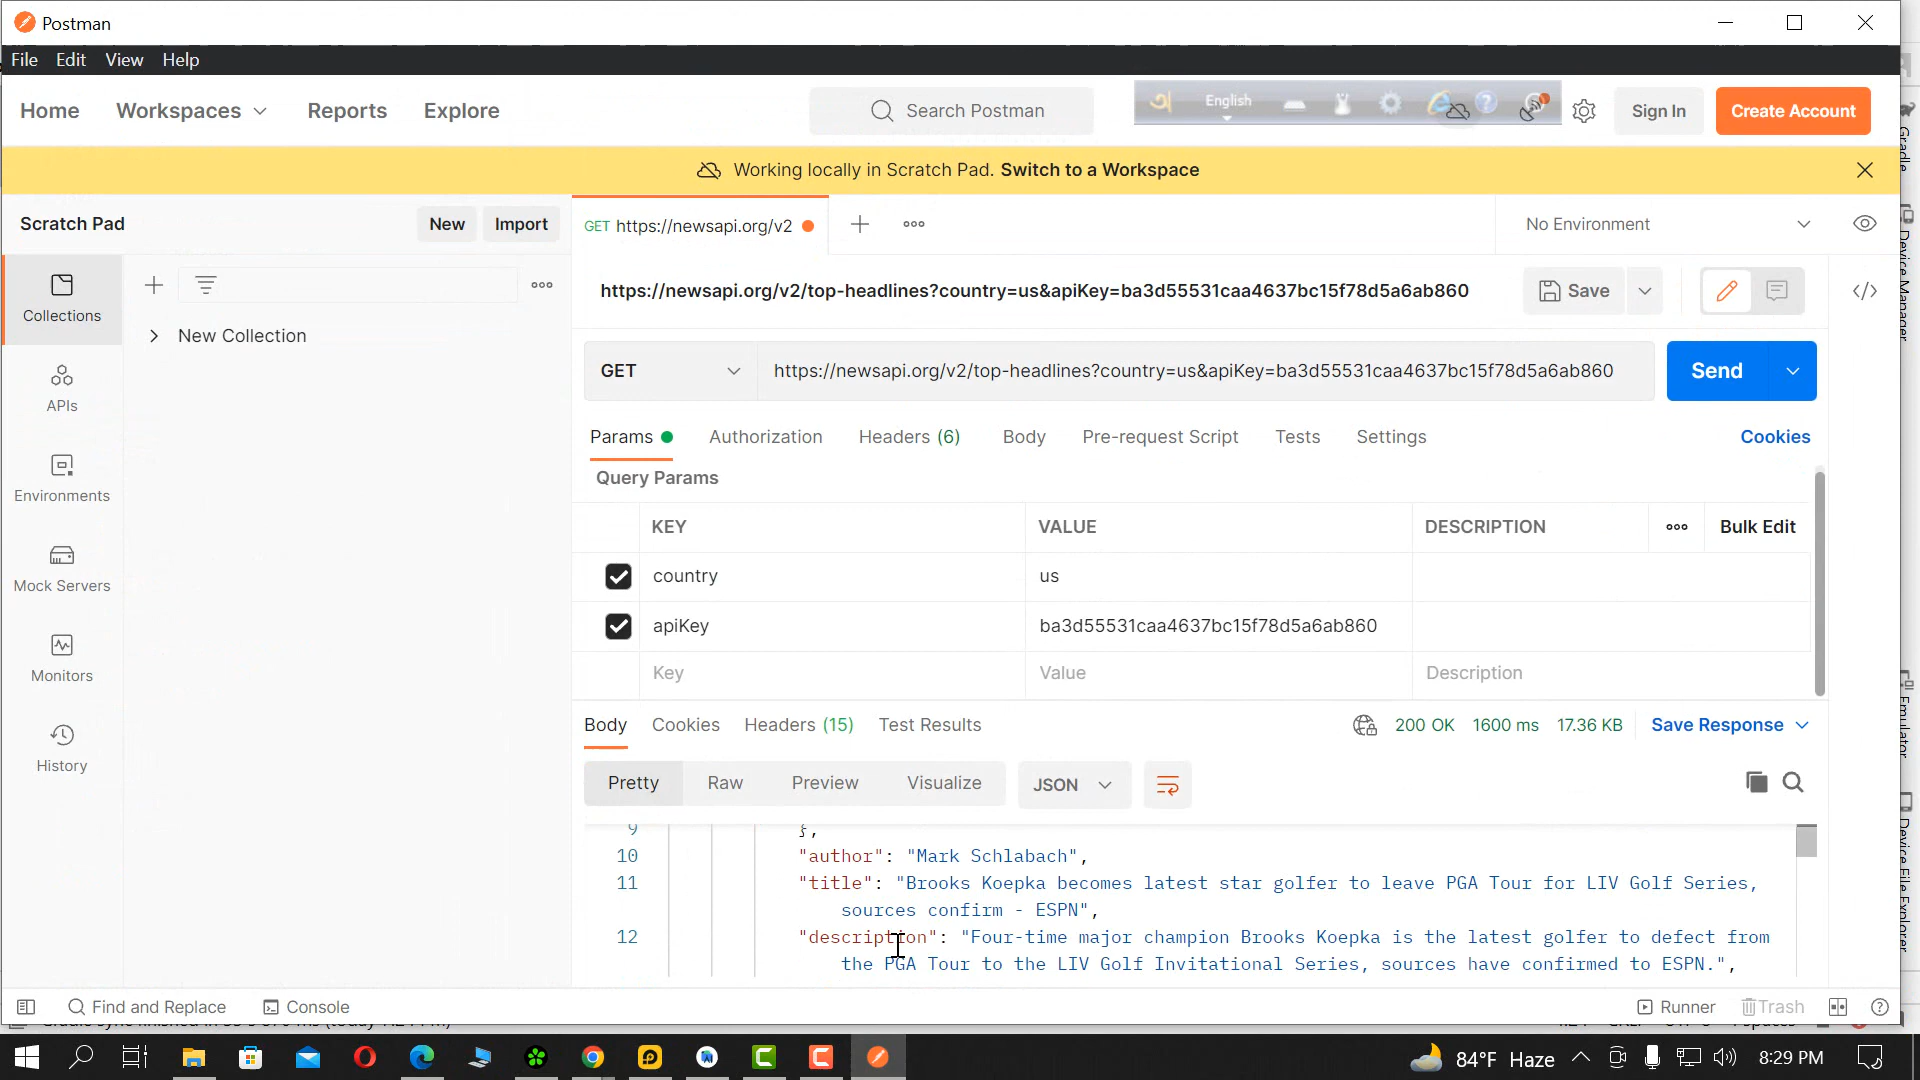 Postman
File Edit View Help
Home Workspaces Reports Explore Search Postman English Sign In Create Account
Working locally in Scratch Pad. Switch to a Workspace
Scratch Pad New Import GET https://newsapi.org/v2 No Environment
https://newsapi.org/v2/top-headlines?country=us&apiKey=ba3d55531caa4637bc15f78d5a6ab860 Save
Collections
New Collection
GET https://newsapi.org/v2/top-headlines?country=us&apiKey=ba3d55531caa4637bc15f78d5a6ab860 Send
APIs
Params Authorization Headers (6) Body Pre-request Script Tests Settings Cookies
Query Params
Environments
KEY VALUE DESCRIPTION Bulk Edit
country us
Mock Servers
apiKey ba3d55531caa4637bc15f78d5a6ab860
Key Value Description
Monitors
Body Cookies Headers (15) Test Results 200 OK 1600 ms 17.36 KB Save Response
History
Pretty Raw Preview Visualize JSON
9 },
10 "author": "Mark Schlabach",
11 "title": "Brooks Koepka becomes latest star golfer to leave PGA Tour for LIV Golf Series,
sources confirm - ESPN",
12 "description": "Four-time major champion Brooks Koepka is the latest golfer to defect from
the PGA Tour to the LIV Golf Invitational Series, sources have confirmed to ESPN.",
Find and Replace Console Runner Trash
84°F Haze 8:29 PM
Gradle
Device Manager
Emulator
Device File Explorer